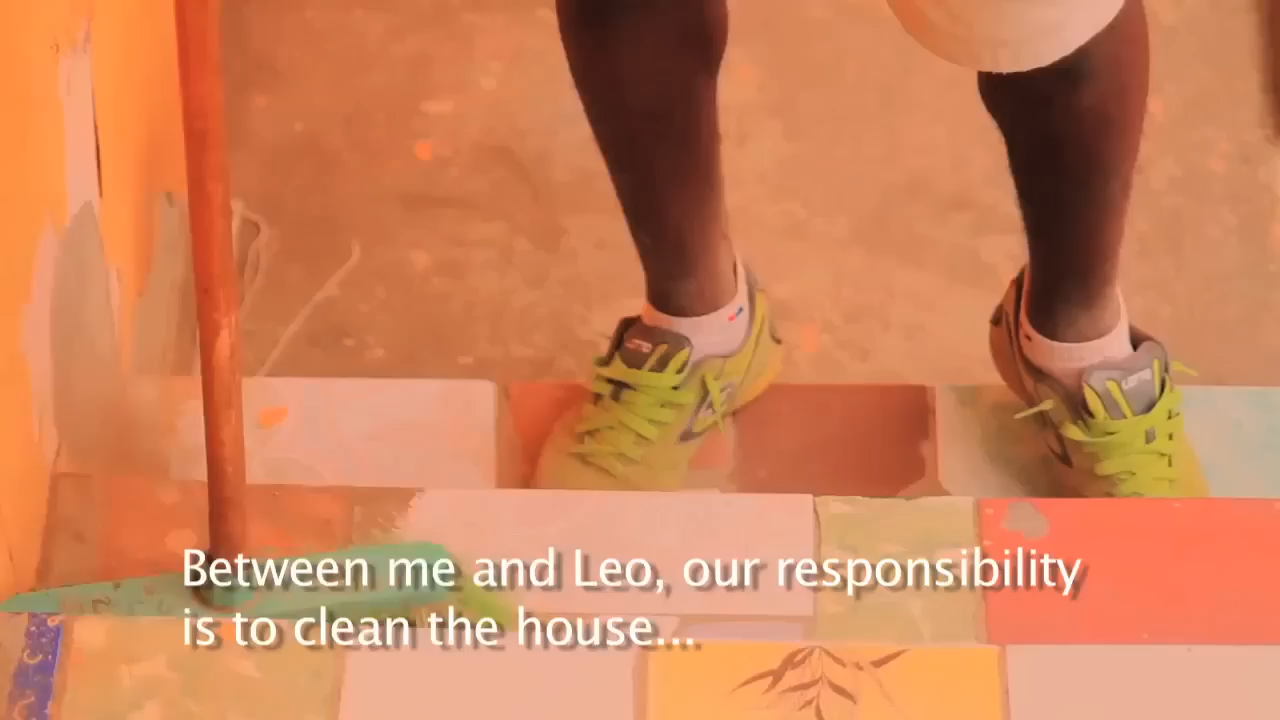 Between me and Leo, our responsibility
is to clean the house...